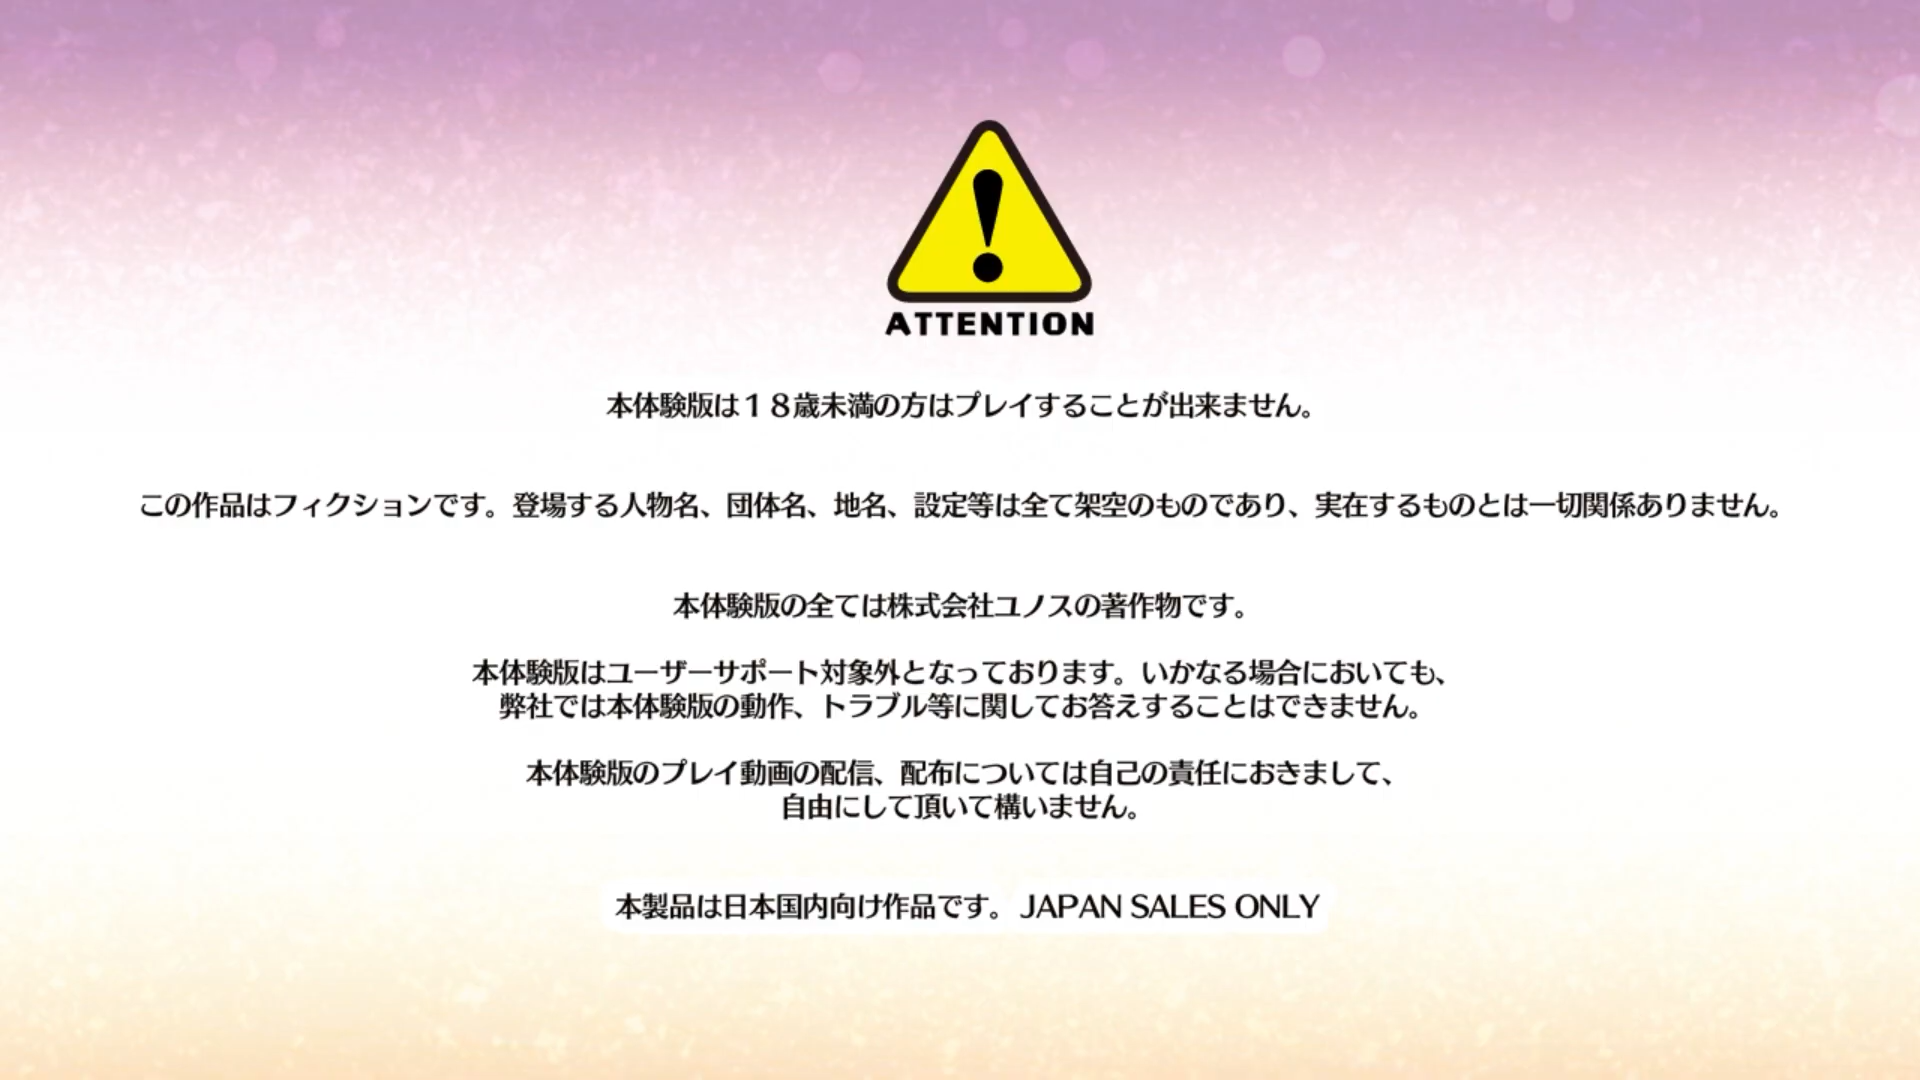 ATTENTION
本体験版は１８歳未満の方はプレイすることが出来ません。
この作品はフィクションです。登場する人物名、団体名、地名、設定等は全て架空のものであり、実在するものとは一切関係ありません。
本体験版の全ては株式会社ユノスの著作物です。
本体験版はユーザーサポート対象外となっております。いかなる場合においても、
弊社では本体験版の動作、トラブル等に関してお答えすることはできません。
本体験版のプレイ動画の配信、配布については自己の責任におきまして、
自由にして頂いて構いません。
本製品は日本国内向け作品です。 JAPAN SALES ONLY